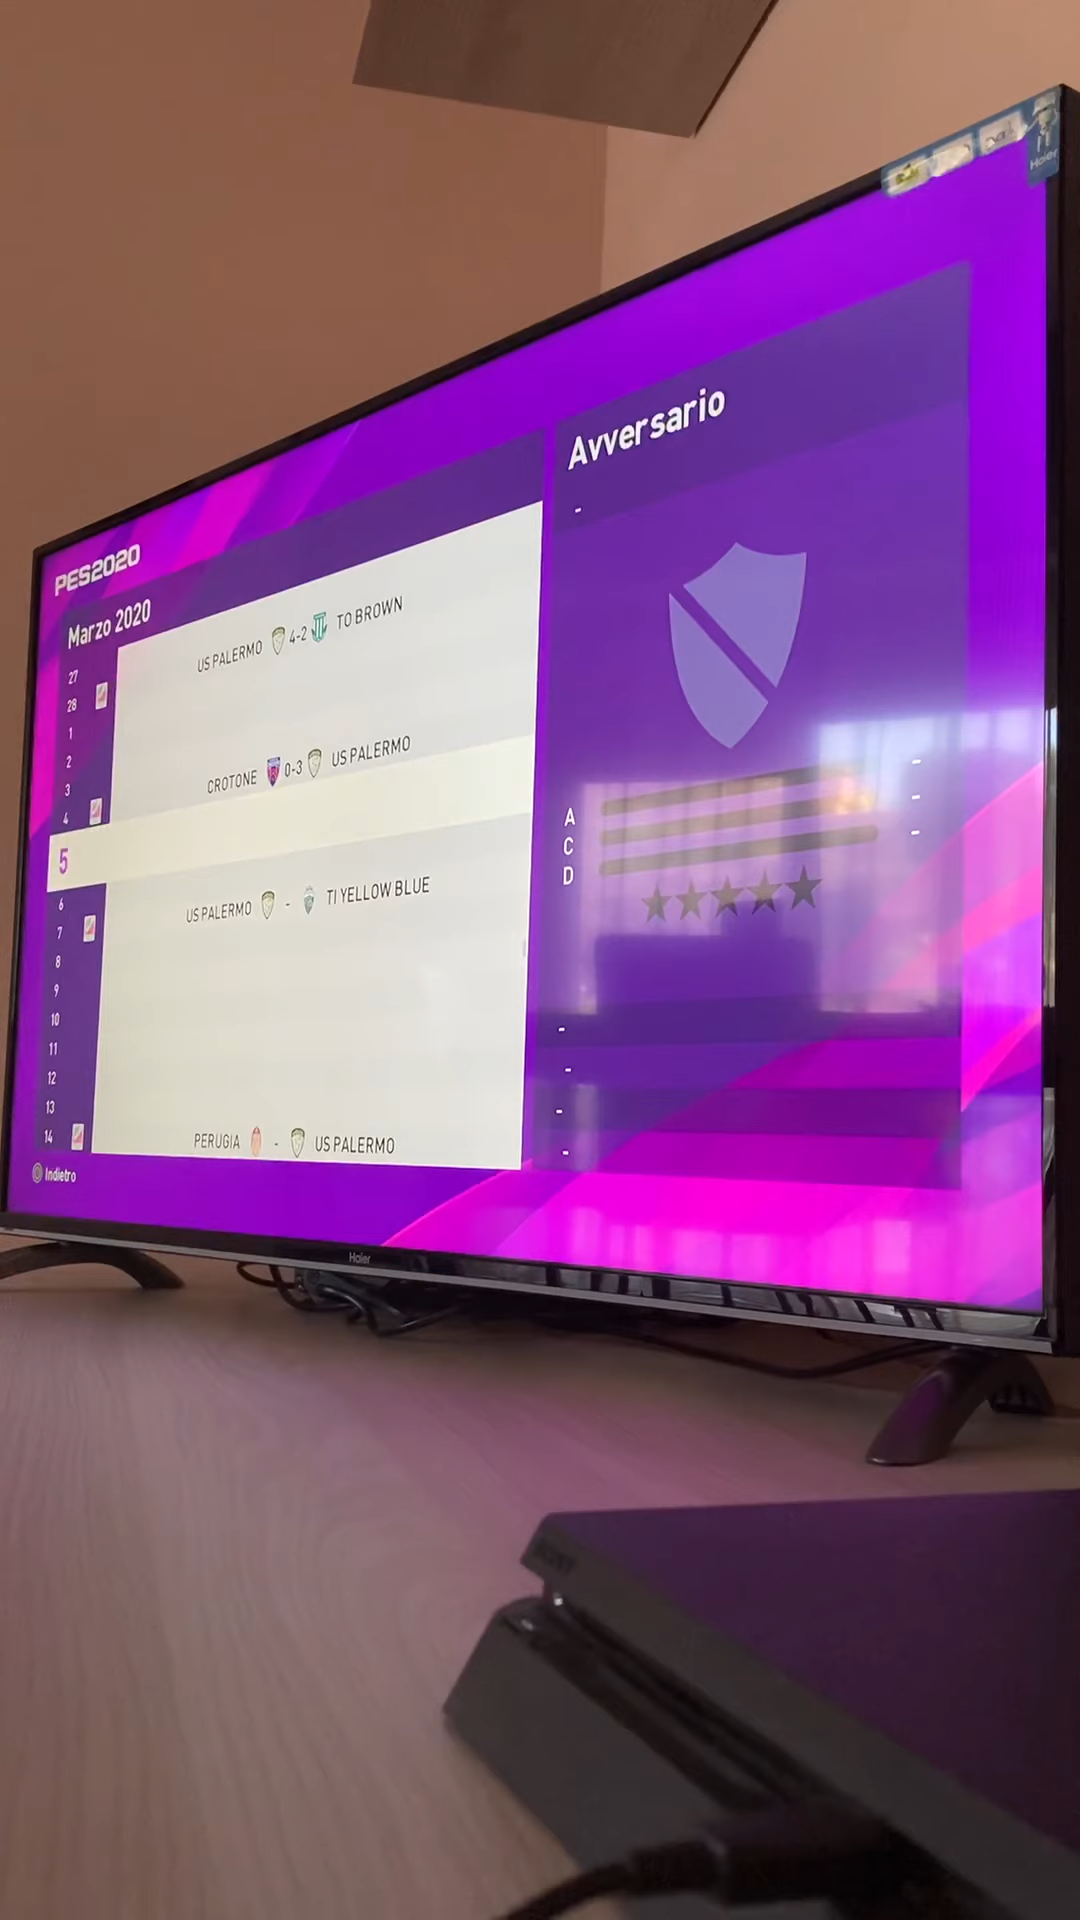 Haier
PES2020
Marzo 2020
Avversario
-
27
28
US PALERMO 4-2 TO BROWN
1
2
3
4
CROTONE 0-3 US PALERMO
5
6
7
US PALERMO - TI YELLOW BLUE
8
9
10
11
12
13
14
PERUGIA - US PALERMO
A -
C -
D -
-
-
-
-
Indietro
Haier
SONY